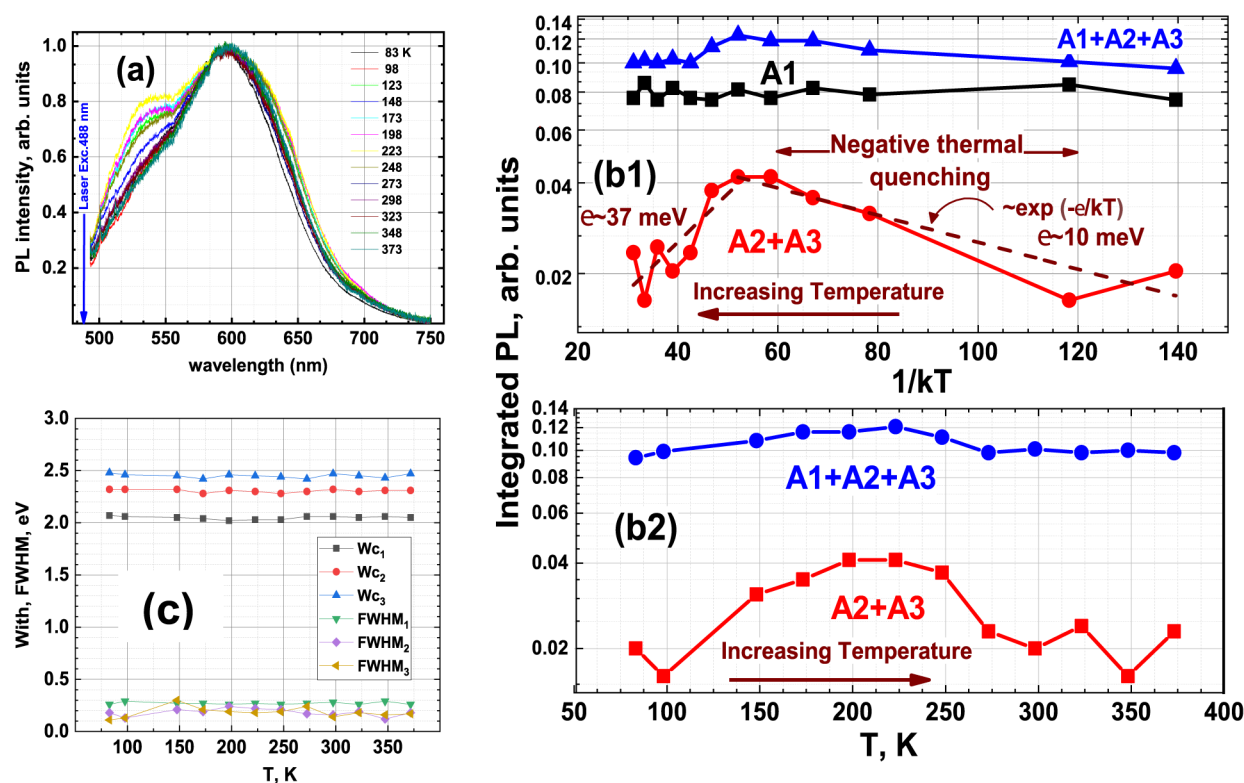 (a)
PL intensity, arb. units
1.0
0.8
0.6
0.4
0.2
Laser Exc.488 nm
83 K
98
123
148
173
198
223
248
273
298
323
348
373
500 550 600 650 700 750
wavelength (nm)
Integrated PL, arb. units
0.14
0.12
0.10
0.08
0.06
0.04
0.02
A1+A2+A3
A1
(b1)
Negative thermal
quenching
~exp (-e/kT)
e~10 meV
e~37 meV
A2+A3
Increasing Temperature
20 40 60 80 100 120 140
1/kT
With, FWHM, eV
3.0
2.5
2.0
1.5
1.0
0.5
0.0
(c)
Wc1
Wc2
Wc3
FWHM1
FWHM2
FWHM3
100 150 200 250 300 350
T, K
0.14
0.12
0.10
0.08
0.06
0.04
0.02
A1+A2+A3
(b2)
A2+A3
Increasing Temperature
50 100 150 200 250 300 350 400
T, K